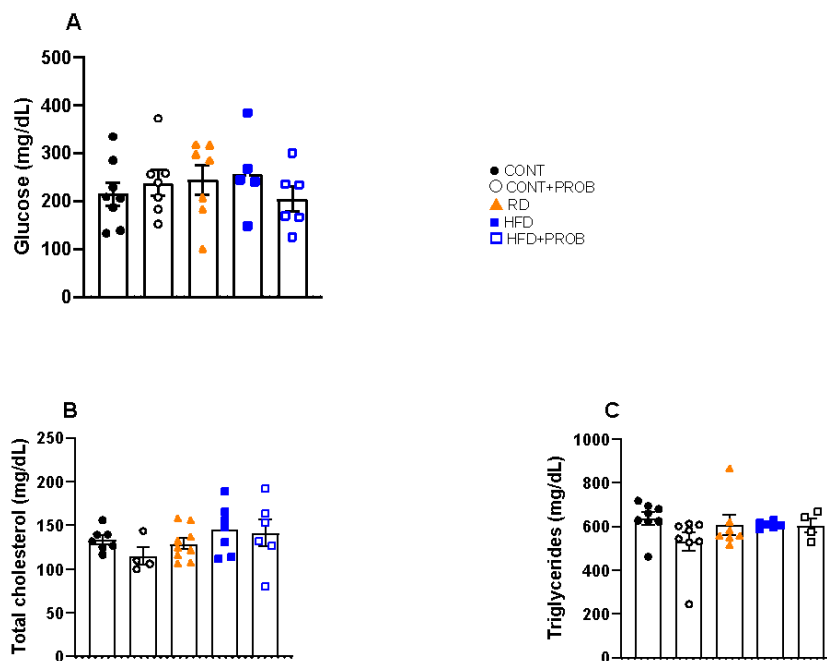 A
Glucose (mg/dL)
500
400
300
200
100
0
CONT
CONT+PROB
RD
HFD
HFD+PROB
B
Total cholesterol (mg/dL)
250
200
150
100
50
0
C
Triglycerides (mg/dL)
1000
800
600
400
200
0